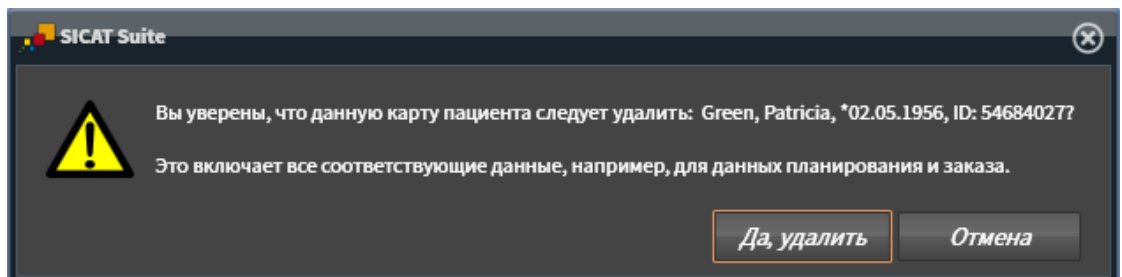 SICAT Suite
Вы уверены, что данную карту пациента следует удалить: Green, Patricia, *02.05.1956, ID: 54684027?
Это включает все соответствующие данные, например, для данных планирования и заказа.
Да, удалить
Отмена